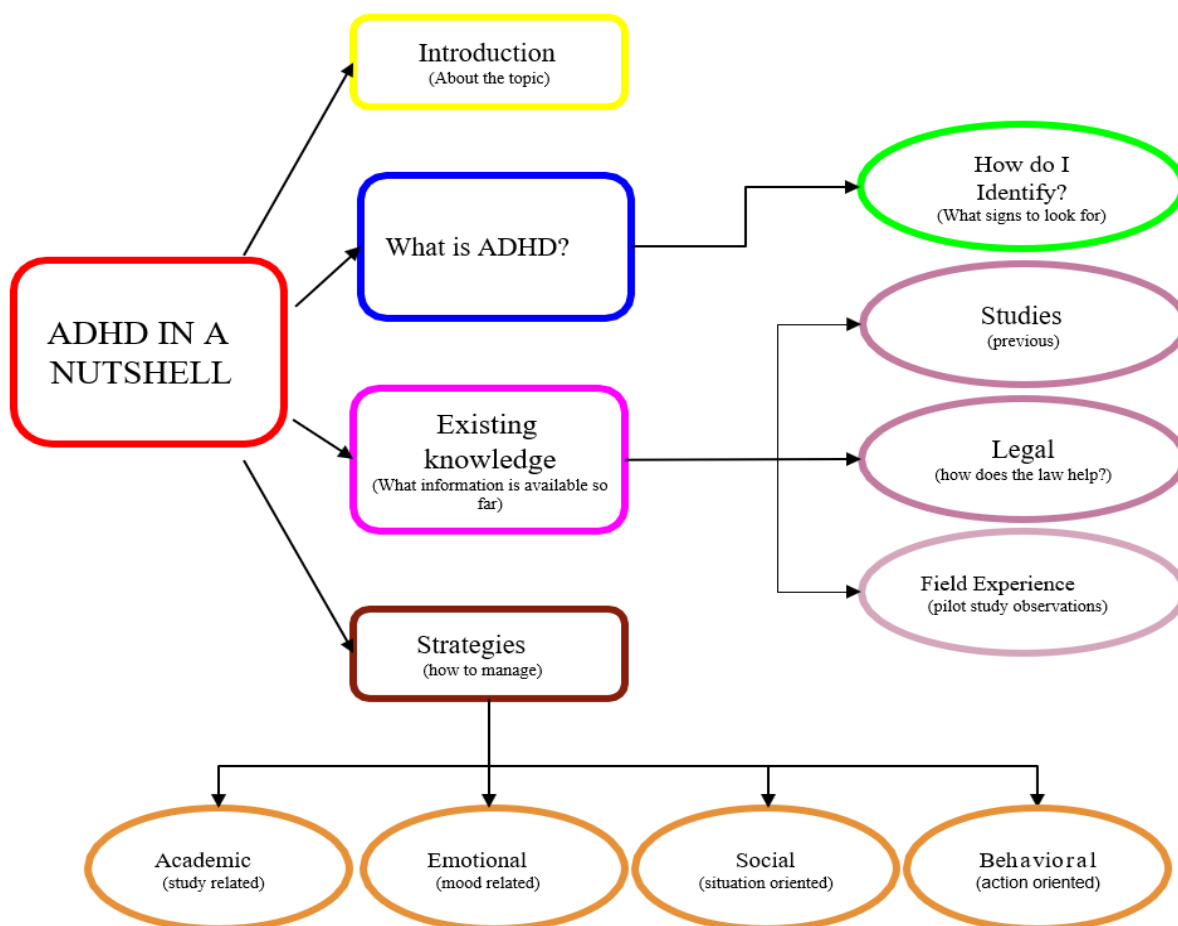 Introduction
(About the topic)
How do I
Identify?
(What signs to look for)
What is ADHD?
ADHD IN A
NUTSHELL
Studies
(previous)
Existing
knowledge
(What information is available so
far)
Legal
(how does the law help?)
Field Experience
(pilot study observations)
Strategies
(how to manage)
Academic
(study related)
Emotional
(mood related)
Social
(situation oriented)
Behavioral
(action oriented)